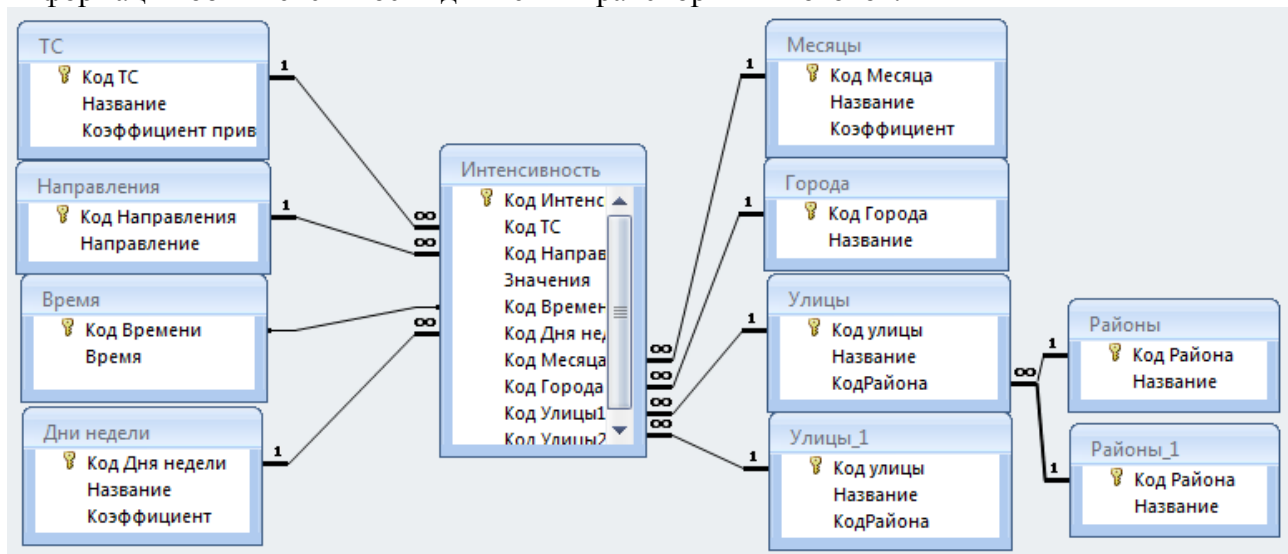 ТС
Код ТС
Название
Коэффициент прив
Направления
Код Направления
Направление
Время
Код Времени
Время
Дни недели
Код Дня недели
Название
Коэффициент
1
1
1
Интенсивность
Код Интенс
Код ТС
Код Направ
Значения
Код Времен
Код Дня не
Код Месяца
Код Города
Код Улицы1
Код Улицы2
∞
∞
∞
∞
∞
∞
∞
Месяцы
Код Месяца
Название
Коэффициент
Города
Код Города
Название
Улицы
Код улицы
Название
КодРайона
Улицы_1
Код улицы
Название
КодРайона
1
1
1
1
∞
1
1
Районы
Код Района
Название
Районы_1
Код Района
Название